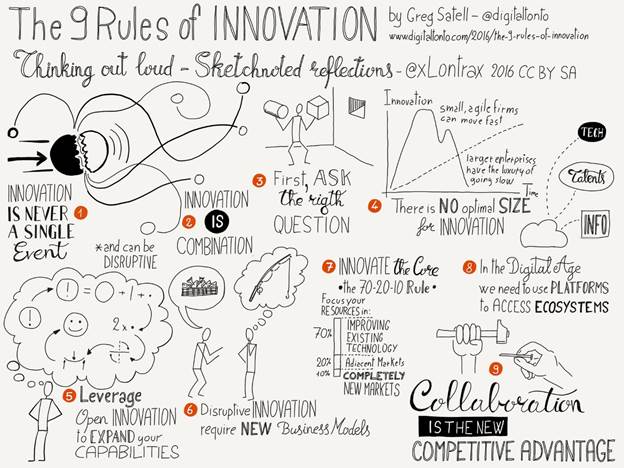 The 9 Rules of INNOVATION
by Greg Satell - @digitaltonto
www.digitaltonto.com/2016/the-9-rules-of-innovation
Thinking out loud - Sketchnoted reflections - @xLontrax 2016 CC BY SA
INNOVATION
IS NEVER
A SINGLE
Event
1
INNOVATION
2 IS
COMBINATION
*and can be
DISRUPTIVE
3 First, ASK
the rigth
QUESTION
Innovation
small, agile firms
can move fast
larger enterprises
have the luxury of
going slow
Time
4 There is NO optimal SIZE
for INNOVATION
TECH
Talents
INFO
! = 0 + 1 + •
!
2 x •
5 Leverage
Open INNOVATION
to EXPAND your
CAPABILITIES
6 Disruptive INNOVATION
require NEW Business Models
7 INNOVATE the Core
• the 70-20-10 Rule •
Focus your
RESOURCES in:
70%
IMPROVING
EXISTING
TECHNOLOGY
20% Adjacent Markets
10% COMPLETELY
NEW MARKETS
8 In the Digital Age
we need to use PLATFORMS
to ACCESS ECOSYSTEMS
9
Collaboration
IS THE NEW
COMPETITIVE ADVANTAGE